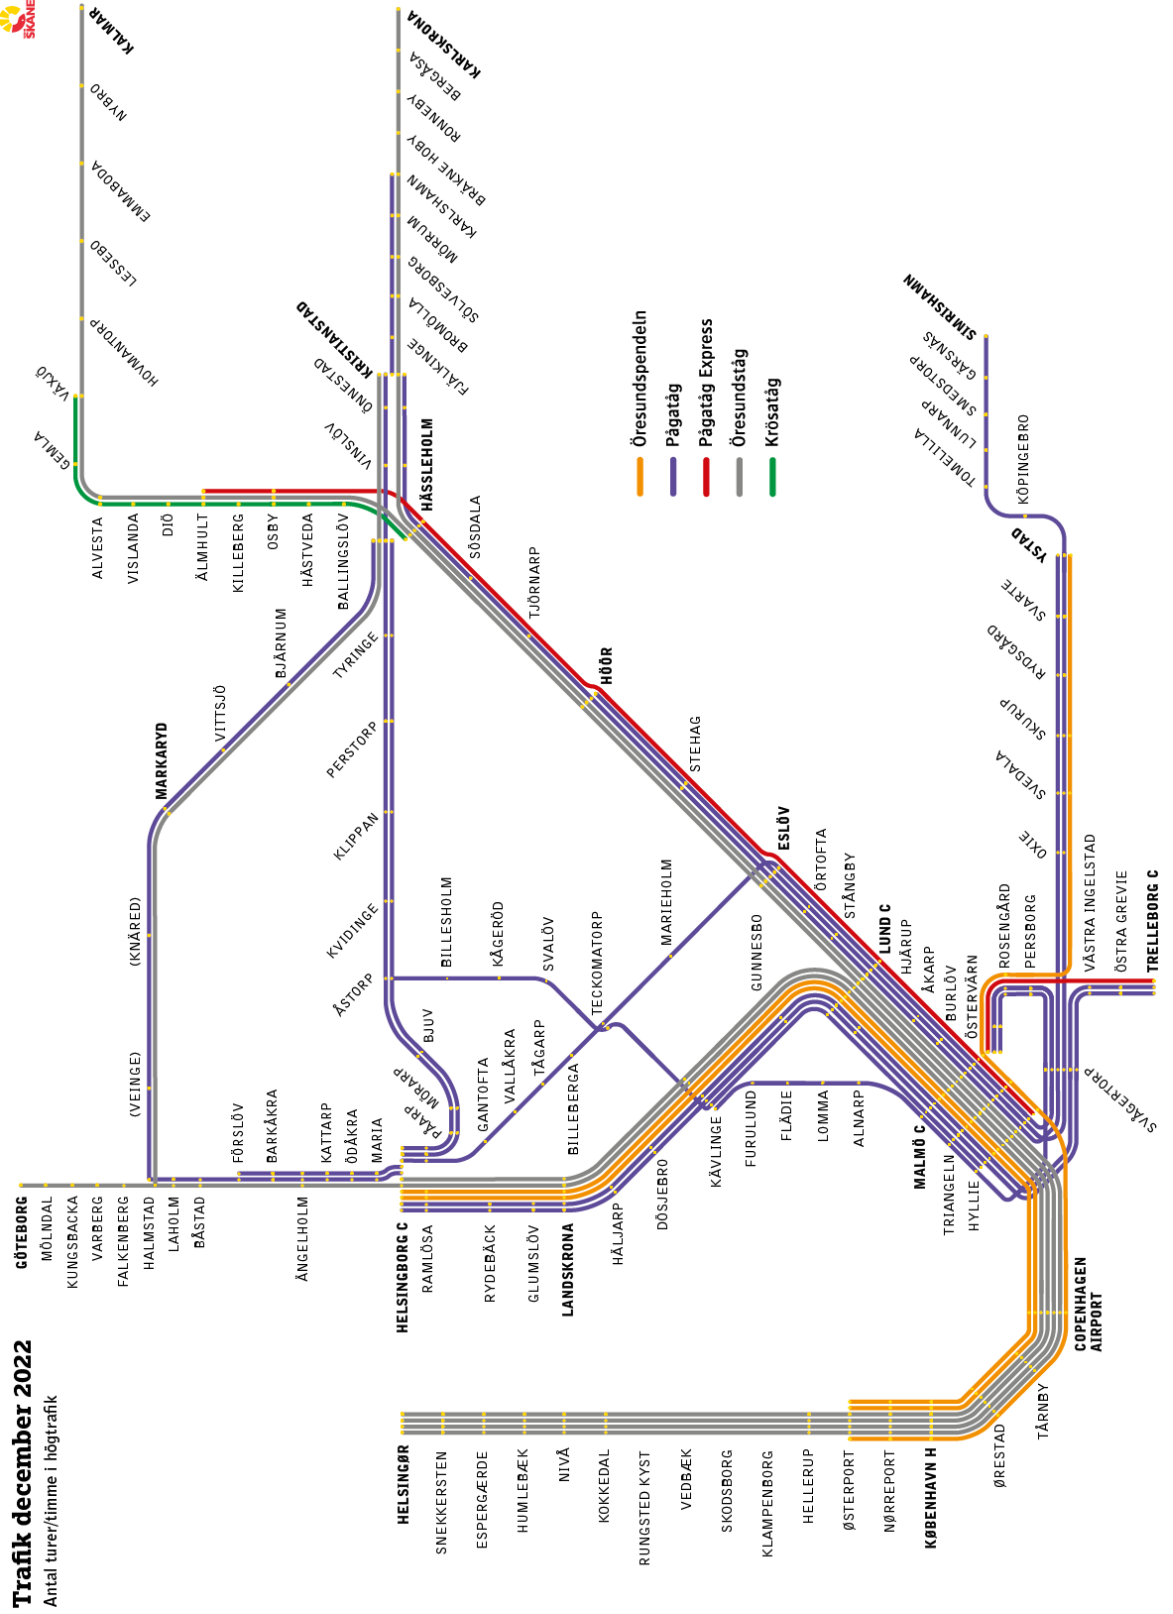 Trafik december 2022
Antal turer/timme i högtrafik
SKÅNE
GÖTEBORG
MÖLNDAL
KUNGSBACKA
VARBERG
FALKENBERG
HALMSTAD
LAHOLM
BÅSTAD
FÖRSLÖV
BARKÅKRA
ÄNGELHOLM
KATTARP
ÖDÅKRA
MARIA
HELSINGBORG C
RAMLÖSA
RYDEBÄCK
GLUMSLÖV
LANDSKRONA
HÄLJARP
DÖSJEBRO
KÄVLINGE
FURULUND
FLÄDIE
LOMMA
ALNARP
GUNNESBO
(VEINGE)
(KNÄRED)
MARKARYD
VITTSJÖ
BJÄRNUM
PÅARP
MÖRARP
BJUV
ÅSTORP
KVIDINGE
KLIPPAN
PERSTORP
TYRINGE
BILLESHOLM
KÅGERÖD
SVALÖV
TECKOMATORP
MARIEHOLM
GANTOFTA
VALLÅKRA
TÅGARP
BILLEBERGA
KALMAR
NYBRO
EMMABODA
LESSEBO
HOVMANTORP
VÄXJÖ
GEMLA
ALVESTA
VISLANDA
DIÖ
ÄLMHULT
KILLEBERG
OSBY
HÄSTVEDA
BALLINGSLÖV
HÄSSLEHOLM
VINSLÖV
ÖNNESTAD
KRISTIANSTAD
FJÄLKINGE
BROMÖLLA
SÖLVESBORG
MÖRRUM
KARLSHAMN
BRÄKNE HOBY
RONNEBY
BERGÅSA
KARLSKRONA
SÖSDALA
TJÖRNARP
HÖÖR
STEHAG
ESLÖV
ÖRTOFTA
STÅNGBY
LUND C
HJÄRUP
ÅKARP
BURLÖV
ÖSTERVÄRN
ROSENGÅRD
PERSBORG
MALMÖ C
TRIANGELN
HYLLIE
SVÅGERTORP
VÄSTRA INGELSTAD
ÖSTRA GREVIE
TRELLEBORG C
OXIE
SVEDALA
SKURUP
RYDSGÅRD
SVARTE
YSTAD
KÖPINGEBRO
TOMELILLA
LUNNARP
SMEDSTORP
GÄRSNÄS
SIMRISHAMN
Öresundspendeln
Pågatåg
Pågatåg Express
Öresundståg
Krösatåg
HELSINGØR
SNEKKERSTEN
ESPERGÆRDE
HUMLEBÆK
NIVÅ
KOKKEDAL
RUNGSTED KYST
VEDBÆK
SKODSBORG
KLAMPENBORG
HELLERUP
ØSTERPORT
NØRREPORT
KØBENHAVN H
ØRESTAD
TÅRNBY
COPENHAGEN
AIRPORT